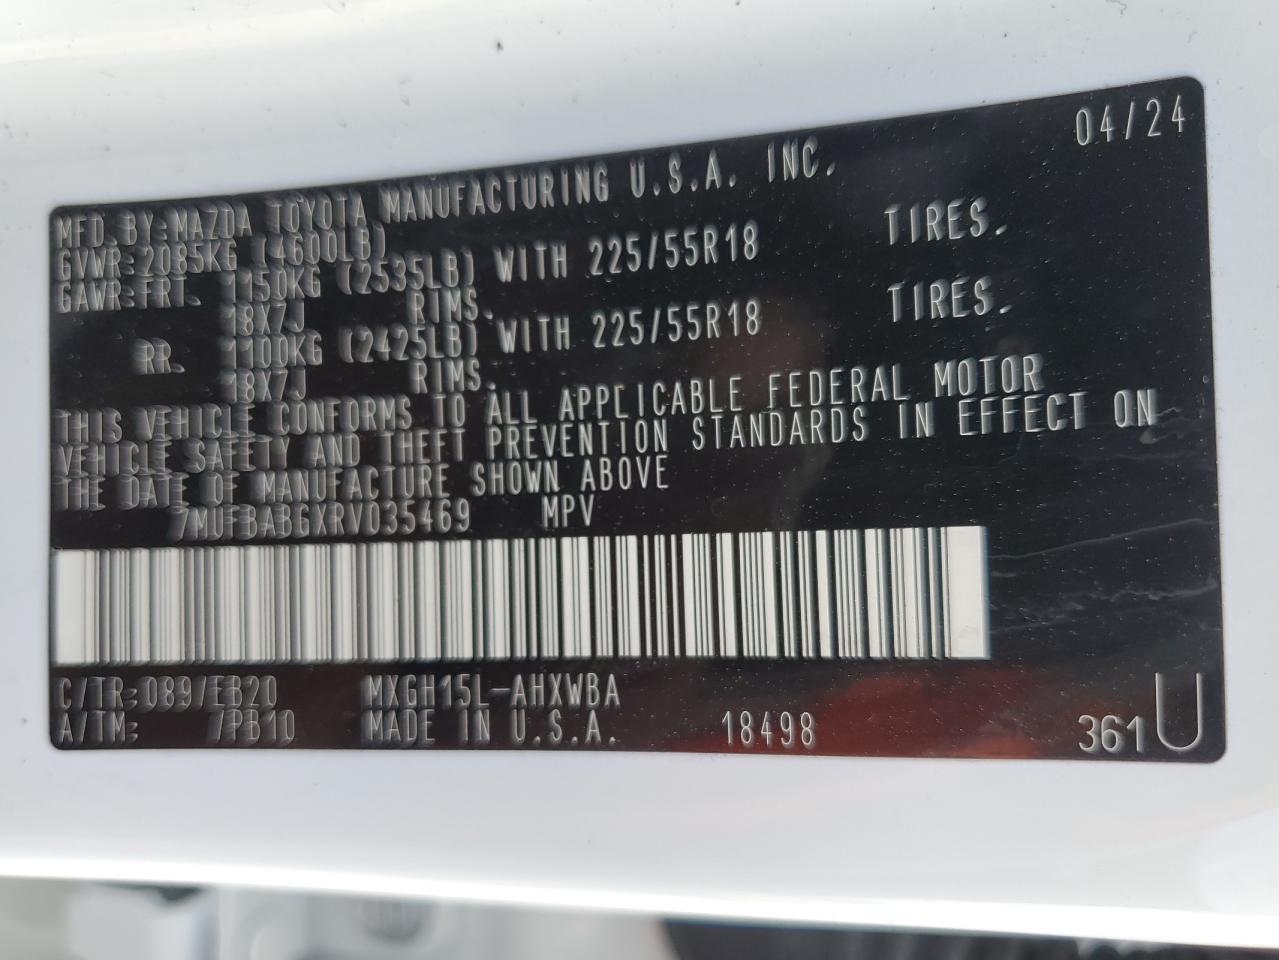 04/24
MFD. BY: MAZDA TOYOTA MANUFACTURING U.S.A. INC.
GVWR: 2085KG (4600LB)
GAWR: FRT. 1150KG (2535LB) WITH 225/55R18 TIRES.
18X7J RIMS.
RR. 1100KG (2425LB) WITH 225/55R18 TIRES.
18X7J RIMS.
THIS VEHICLE CONFORMS TO ALL APPLICABLE FEDERAL MOTOR
VEHICLE SAFETY AND THEFT PREVENTION STANDARDS IN EFFECT ON
THE DATE OF MANUFACTURE SHOWN ABOVE
7MUFBABGXRV035469 MPV
C/TR: 089/EB20 MXGH15L-AHXWBA
A/TM: /PB10 MADE IN U.S.A. 18498 361U